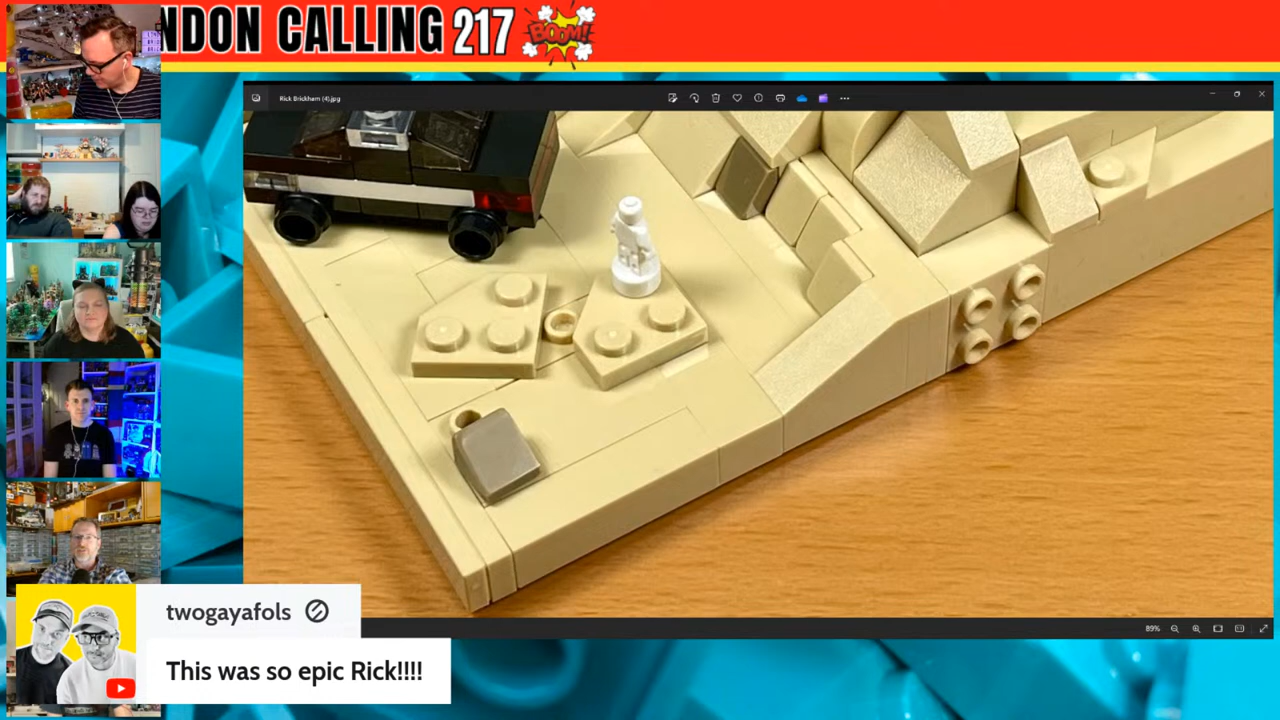 NDON CALLING 217
BOOM!
Rick Brickham (4).jpg
89%
twogayafols
This was so epic Rick!!!!